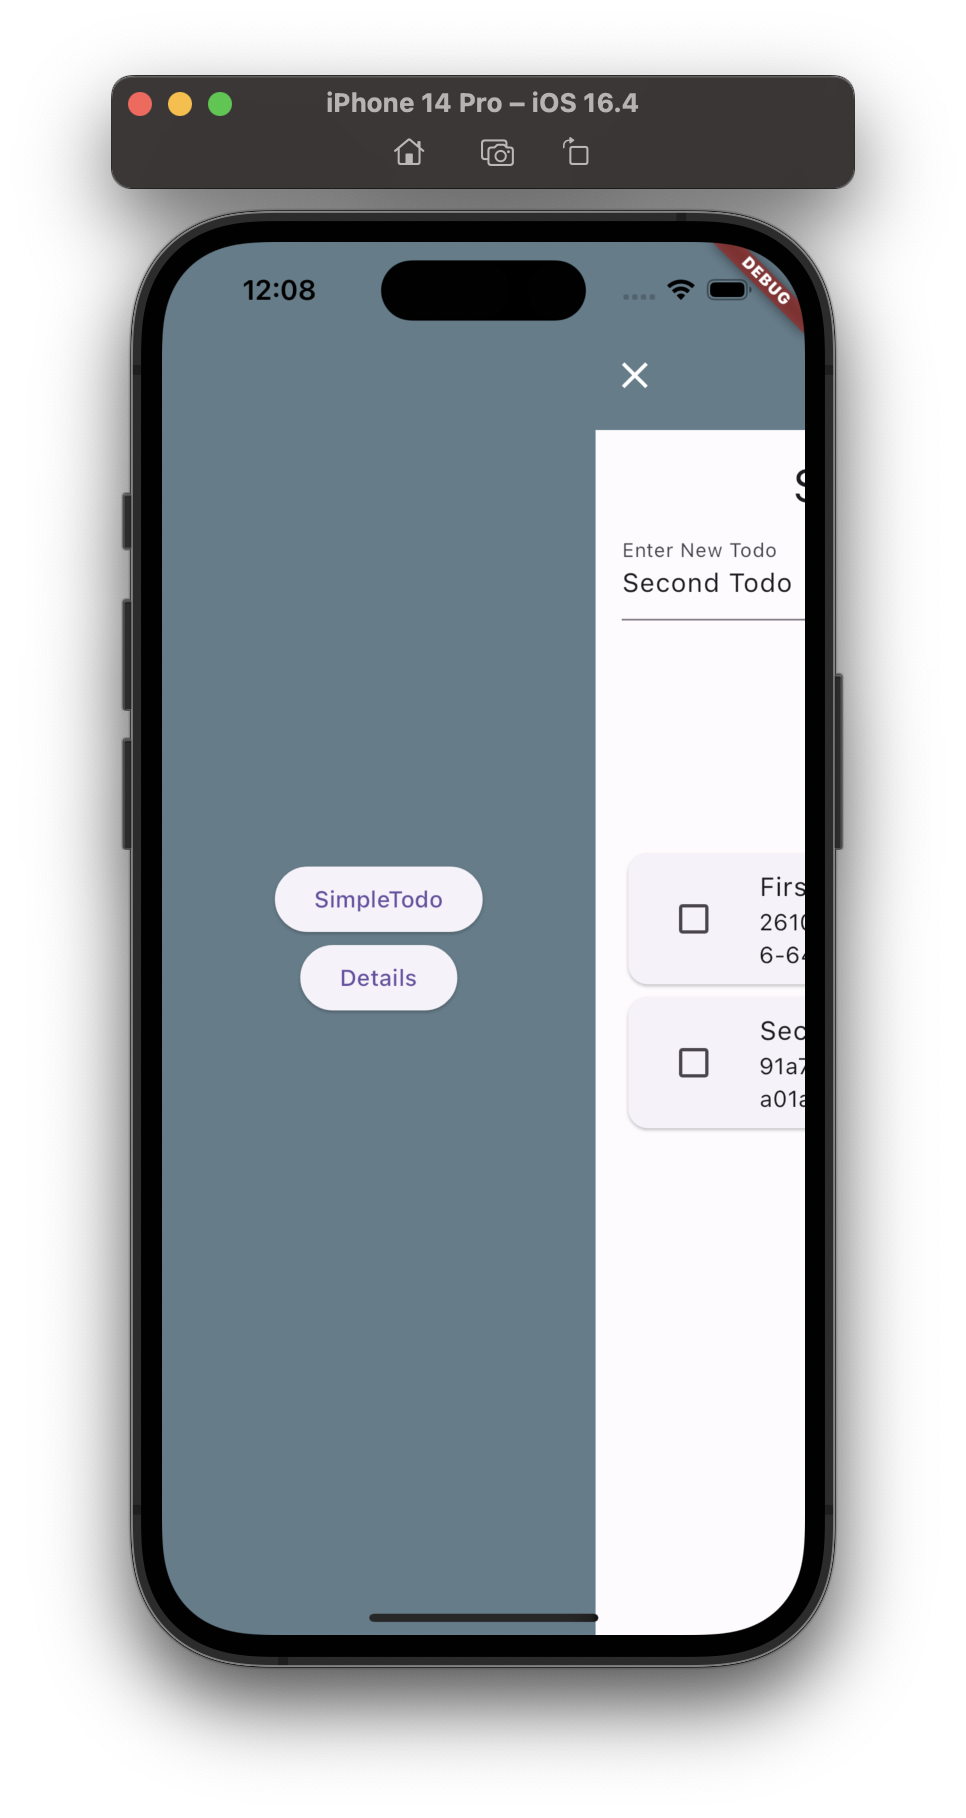 iPhone 14 Pro – iOS 16.4
12:08
DEBUG
S
Enter New Todo
Second Todo
SimpleTodo
Details
Firs
2610
6-64
Sec
91a7
a01a